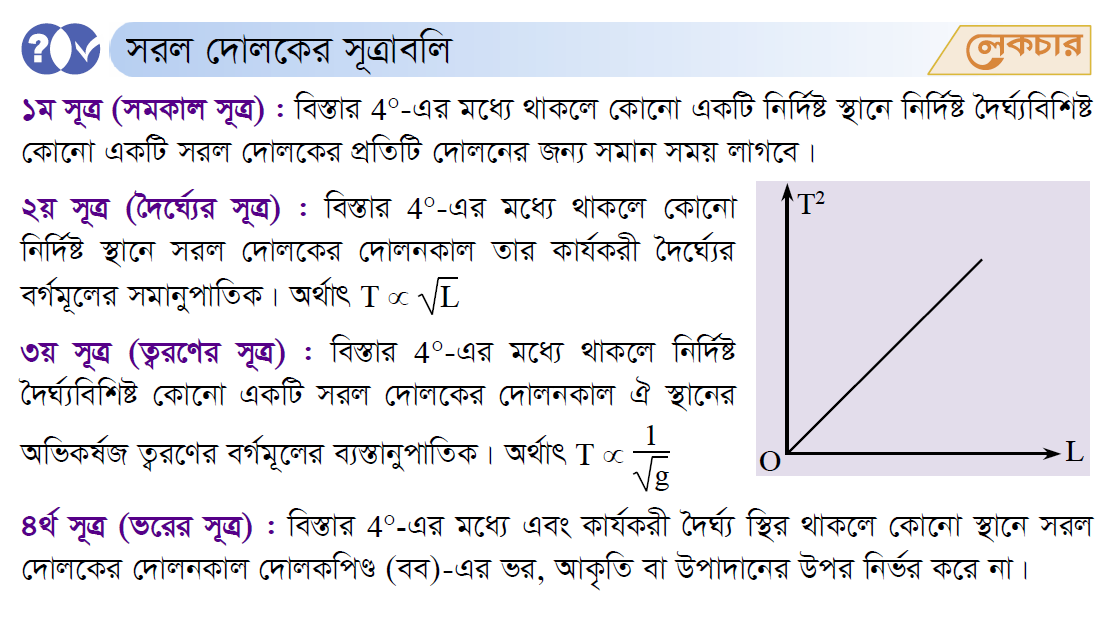 সরল দোলকের সূত্রাবলি
লেকচার
১ম সূত্র (সমকাল সূত্র) : বিস্তার 4°-এর মধ্যে থাকলে কোনো একটি নির্দিষ্ট স্থানে নির্দিষ্ট দৈর্ঘ্যবিশিষ্ট
কোনো একটি সরল দোলকের প্রতিটি দোলনের জন্য সমান সময় লাগবে।
২য় সূত্র (দৈর্ঘ্যের সূত্র) : বিস্তার 4°-এর মধ্যে থাকলে কোনো
নির্দিষ্ট স্থানে সরল দোলকের দোলনকাল তার কার্যকরী দৈর্ঘ্যের
বর্গমূলের সমানুপাতিক। অর্থাৎ T ∝ √L
৩য় সূত্র (ত্বরণের সূত্র) : বিস্তার 4°-এর মধ্যে থাকলে নির্দিষ্ট
দৈর্ঘ্যবিশিষ্ট কোনো একটি সরল দোলকের দোলনকাল ঐ স্থানের
অভিকর্ষজ ত্বরণের বর্গমূলের ব্যস্তানুপাতিক। অর্থাৎ T ∝ 1/√g
T²
O
L
৪র্থ সূত্র (ভরের সূত্র) : বিস্তার 4°-এর মধ্যে এবং কার্যকরী দৈর্ঘ্য স্থির থাকলে কোনো স্থানে সরল
দোলকের দোলনকাল দোলকপিণ্ড (বব)-এর ভর, আকৃতি বা উপাদানের উপর নির্ভর করে না।